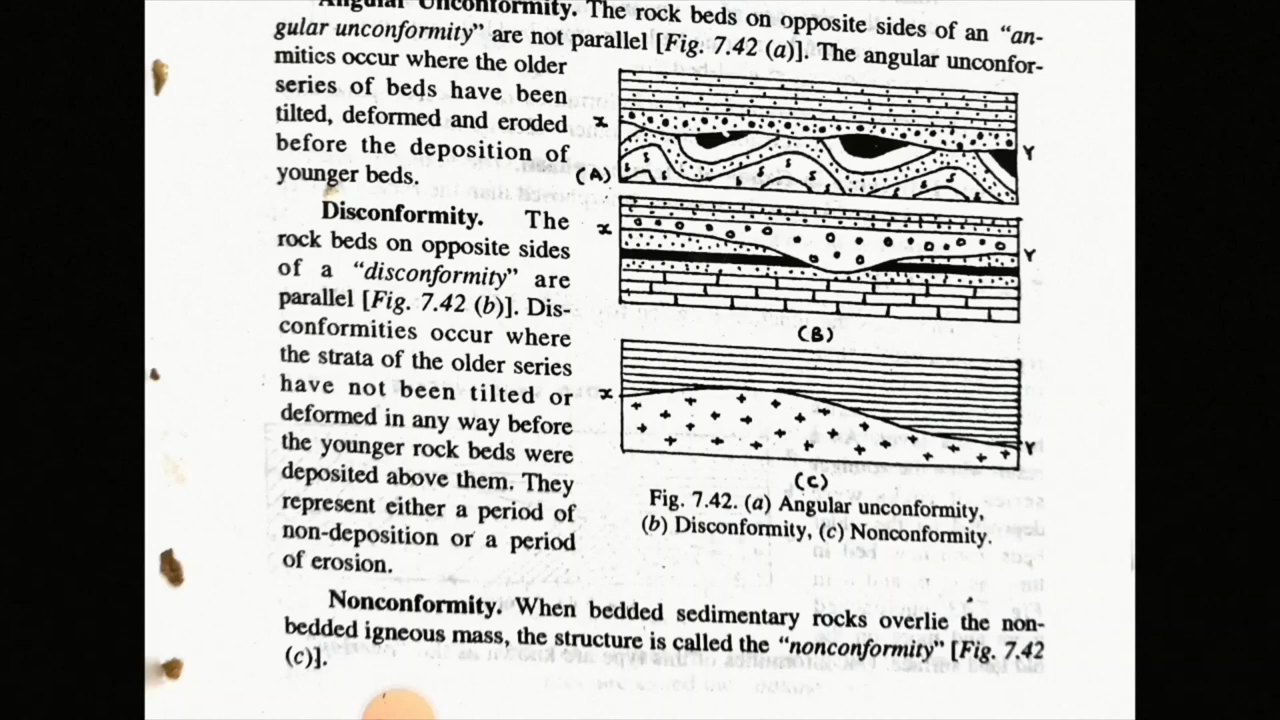 Angular Unconformity. The rock beds on opposite sides of an “an-
gular unconformity” are not parallel [Fig. 7.42 (a)]. The angular unconfor-
mitics occur where the older
series of beds have been
tilted, deformed and eroded
before the deposition of
younger beds.
Disconformity. The
rock beds on opposite sides
of a “disconformity” are
parallel [Fig. 7.42 (b)]. Dis-
conformities occur where
the strata of the older series
have not been tilted or
deformed in any way before
the younger rock beds were
deposited above them. They
represent either a period of
non-deposition or a period
of erosion.
x
Y
(A)
x
Y
(B)
x
Y
(C)
Fig. 7.42. (a) Angular unconformity,
(b) Disconformity, (c) Nonconformity.
Nonconformity. When bedded sedimentary rocks overlie the non-
bedded igneous mass, the structure is called the “nonconformity” [Fig. 7.42
(c)].